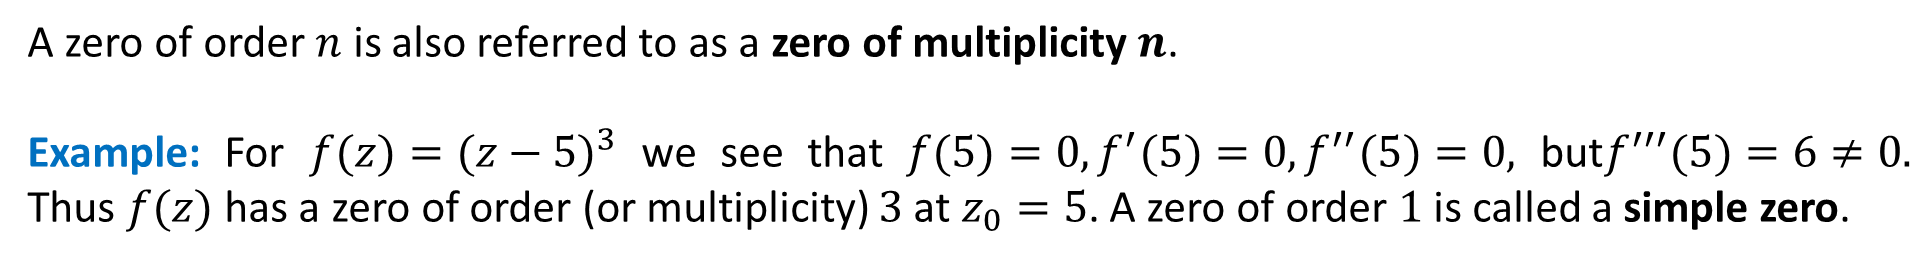 A zero of order n is also referred to as a zero of multiplicity n.
Example: For f(z) = (z − 5)³ we see that f(5) = 0, f′(5) = 0, f″(5) = 0, butf‴(5) = 6 ≠ 0.
Thus f(z) has a zero of order (or multiplicity) 3 at z₀ = 5. A zero of order 1 is called a simple zero.